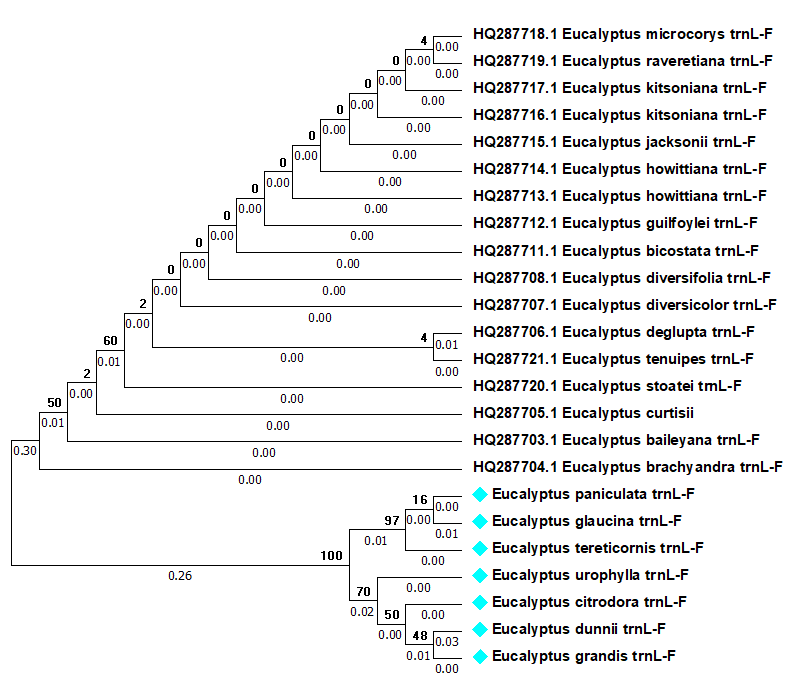 4
0.00
HQ287718.1 Eucalyptus microcorys trnL-F
0
0.00
0.00
HQ287719.1 Eucalyptus raveretiana trnL-F
0
0.00
0.00
HQ287717.1 Eucalyptus kitsoniana trnL-F
0
0.00
0.00
HQ287716.1 Eucalyptus kitsoniana trnL-F
0
0.00
0.00
HQ287715.1 Eucalyptus jacksonii trnL-F
0
0.00
0.00
HQ287714.1 Eucalyptus howittiana trnL-F
0
0.00
0.00
HQ287713.1 Eucalyptus howittiana trnL-F
0
0.00
0.00
HQ287712.1 Eucalyptus guilfoylei trnL-F
0
0.00
0.00
HQ287711.1 Eucalyptus bicostata trnL-F
0
0.00
0.00
HQ287708.1 Eucalyptus diversifolia trnL-F
2
0.00
0.00
HQ287707.1 Eucalyptus diversicolor trnL-F
4
0.01
HQ287706.1 Eucalyptus deglupta trnL-F
60
0.01
0.00
0.00
HQ287721.1 Eucalyptus tenuipes trnL-F
2
0.00
0.00
HQ287720.1 Eucalyptus stoatei trnL-F
50
0.01
0.00
HQ287705.1 Eucalyptus curtisii
0.30
0.00
HQ287703.1 Eucalyptus baileyana trnL-F
0.00
HQ287704.1 Eucalyptus brachyandra trnL-F
16
0.00
Eucalyptus paniculata trnL-F
97
0.00
0.01
Eucalyptus glaucina trnL-F
100
0.01
0.00
Eucalyptus tereticornis trnL-F
0.26
70
0.00
Eucalyptus urophylla trnL-F
0.02
50
0.00
Eucalyptus citrodora trnL-F
0.00
48
0.03
Eucalyptus dunnii trnL-F
0.01
0.00
Eucalyptus grandis trnL-F